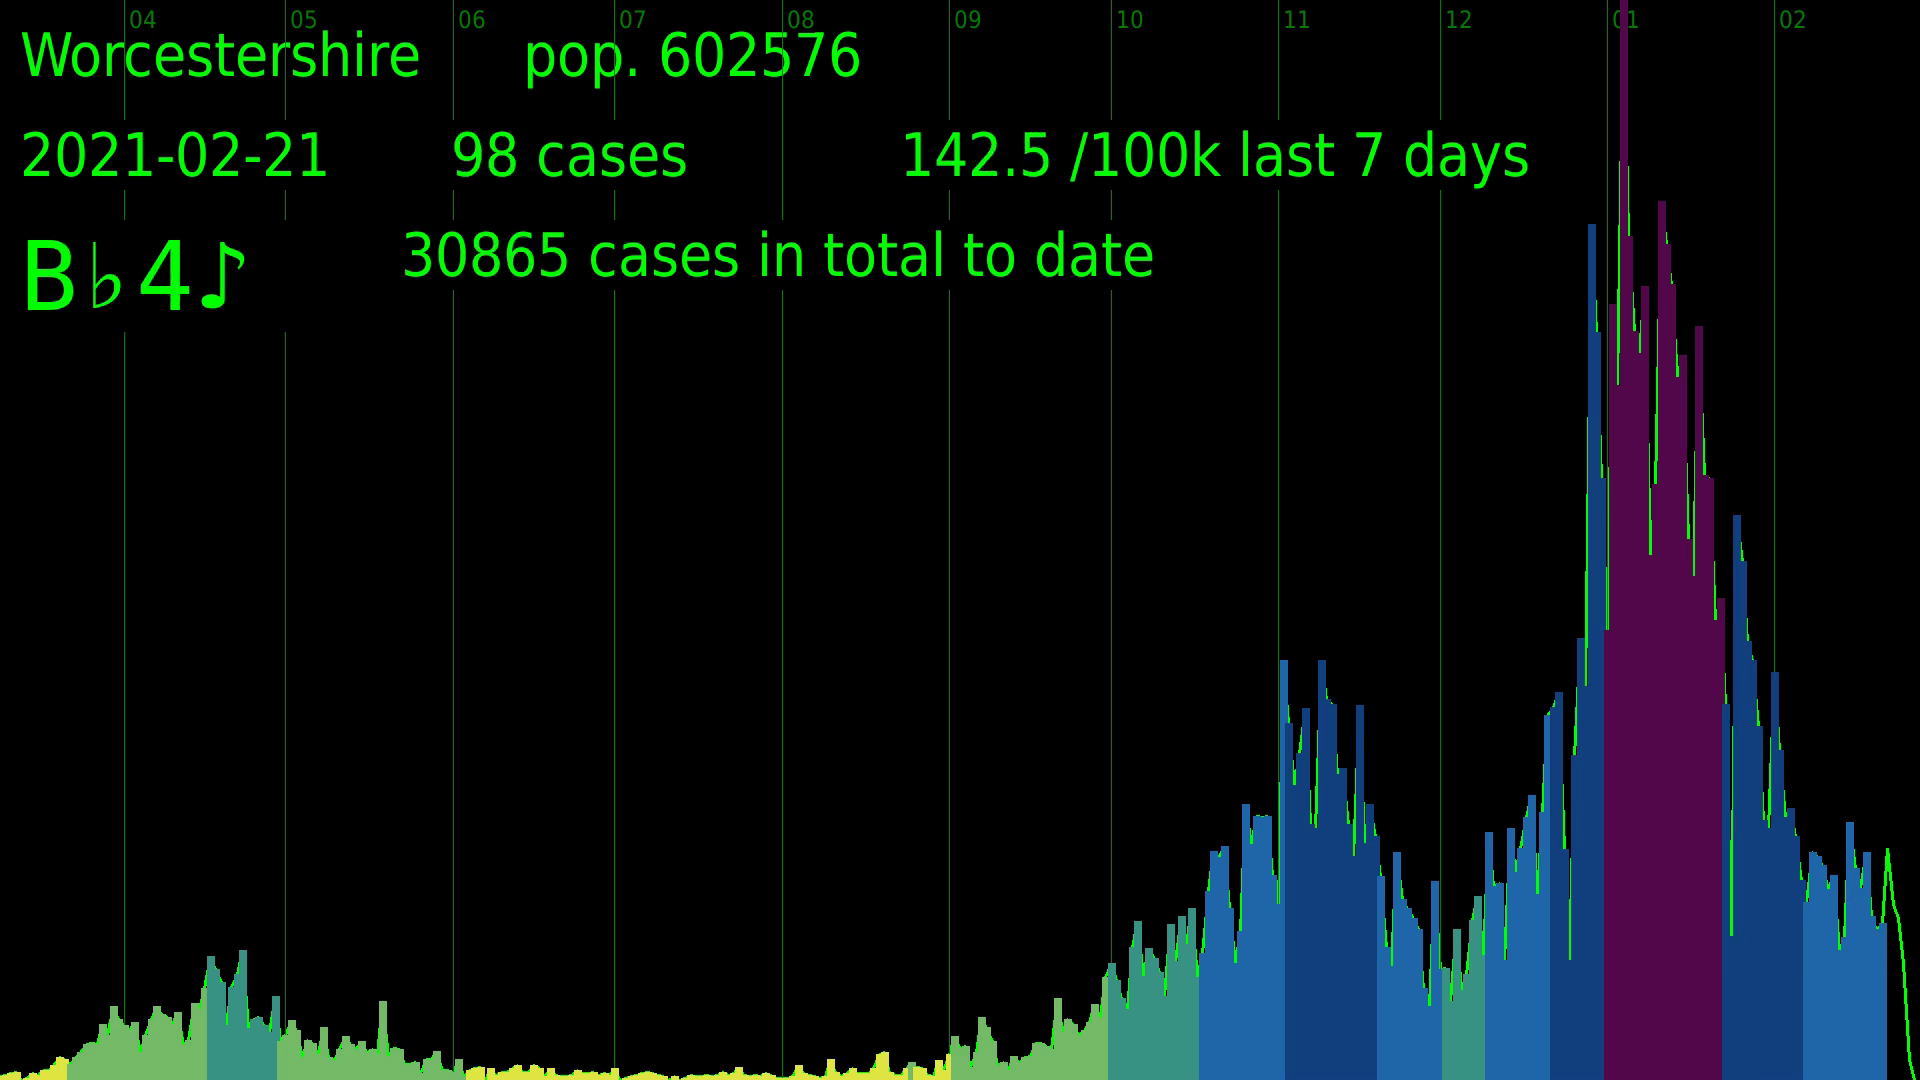 04 05 06 07 08 09 10 11 12 01 02
Worcestershire pop. 602576
2021-02-21 98 cases 142.5 /100k last 7 days
B♭4♪ 30865 cases in total to date